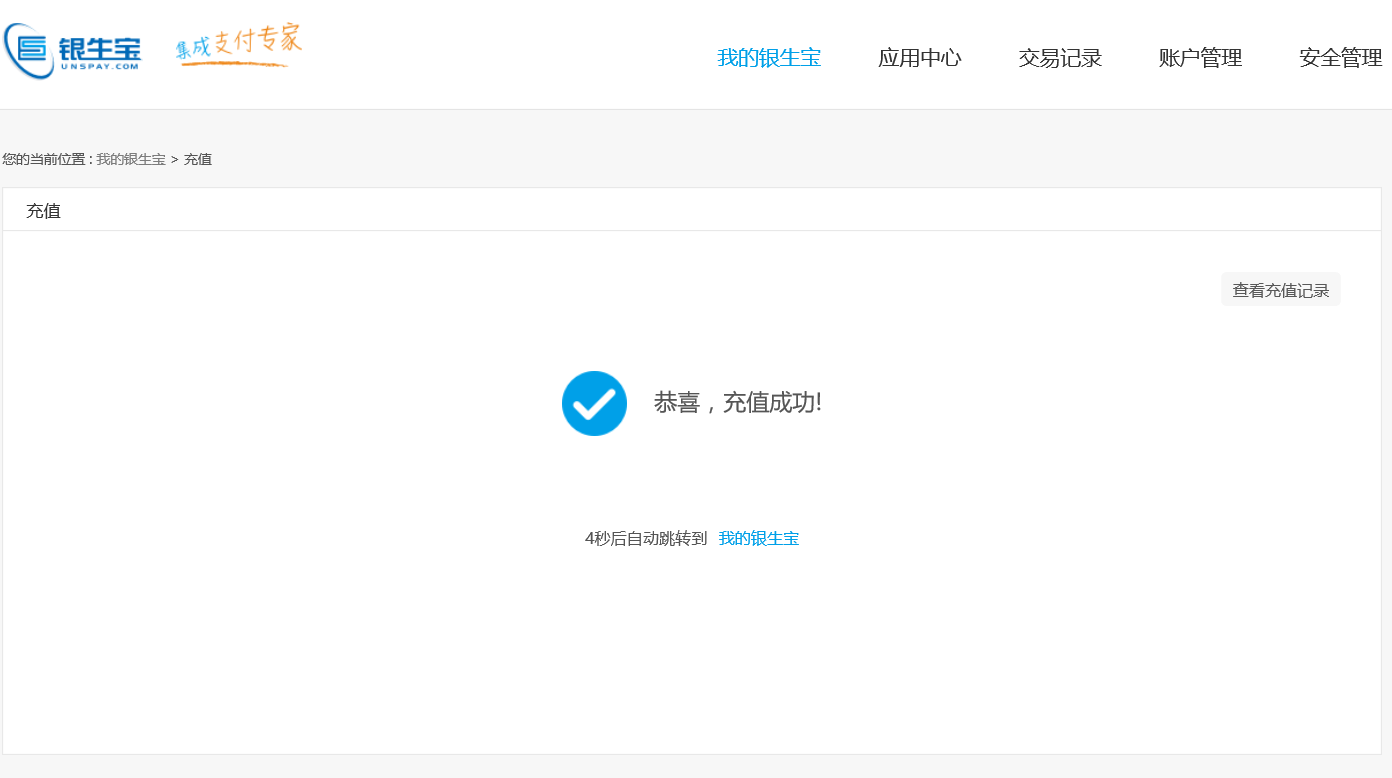 银生宝
UNSPAY.COM
集成支付专家
我的银生宝 应用中心 交易记录 账户管理 安全管理
您的当前位置 : 我的银生宝 > 充值
充值
查看充值记录
恭喜，充值成功!
4秒后自动跳转到 我的银生宝